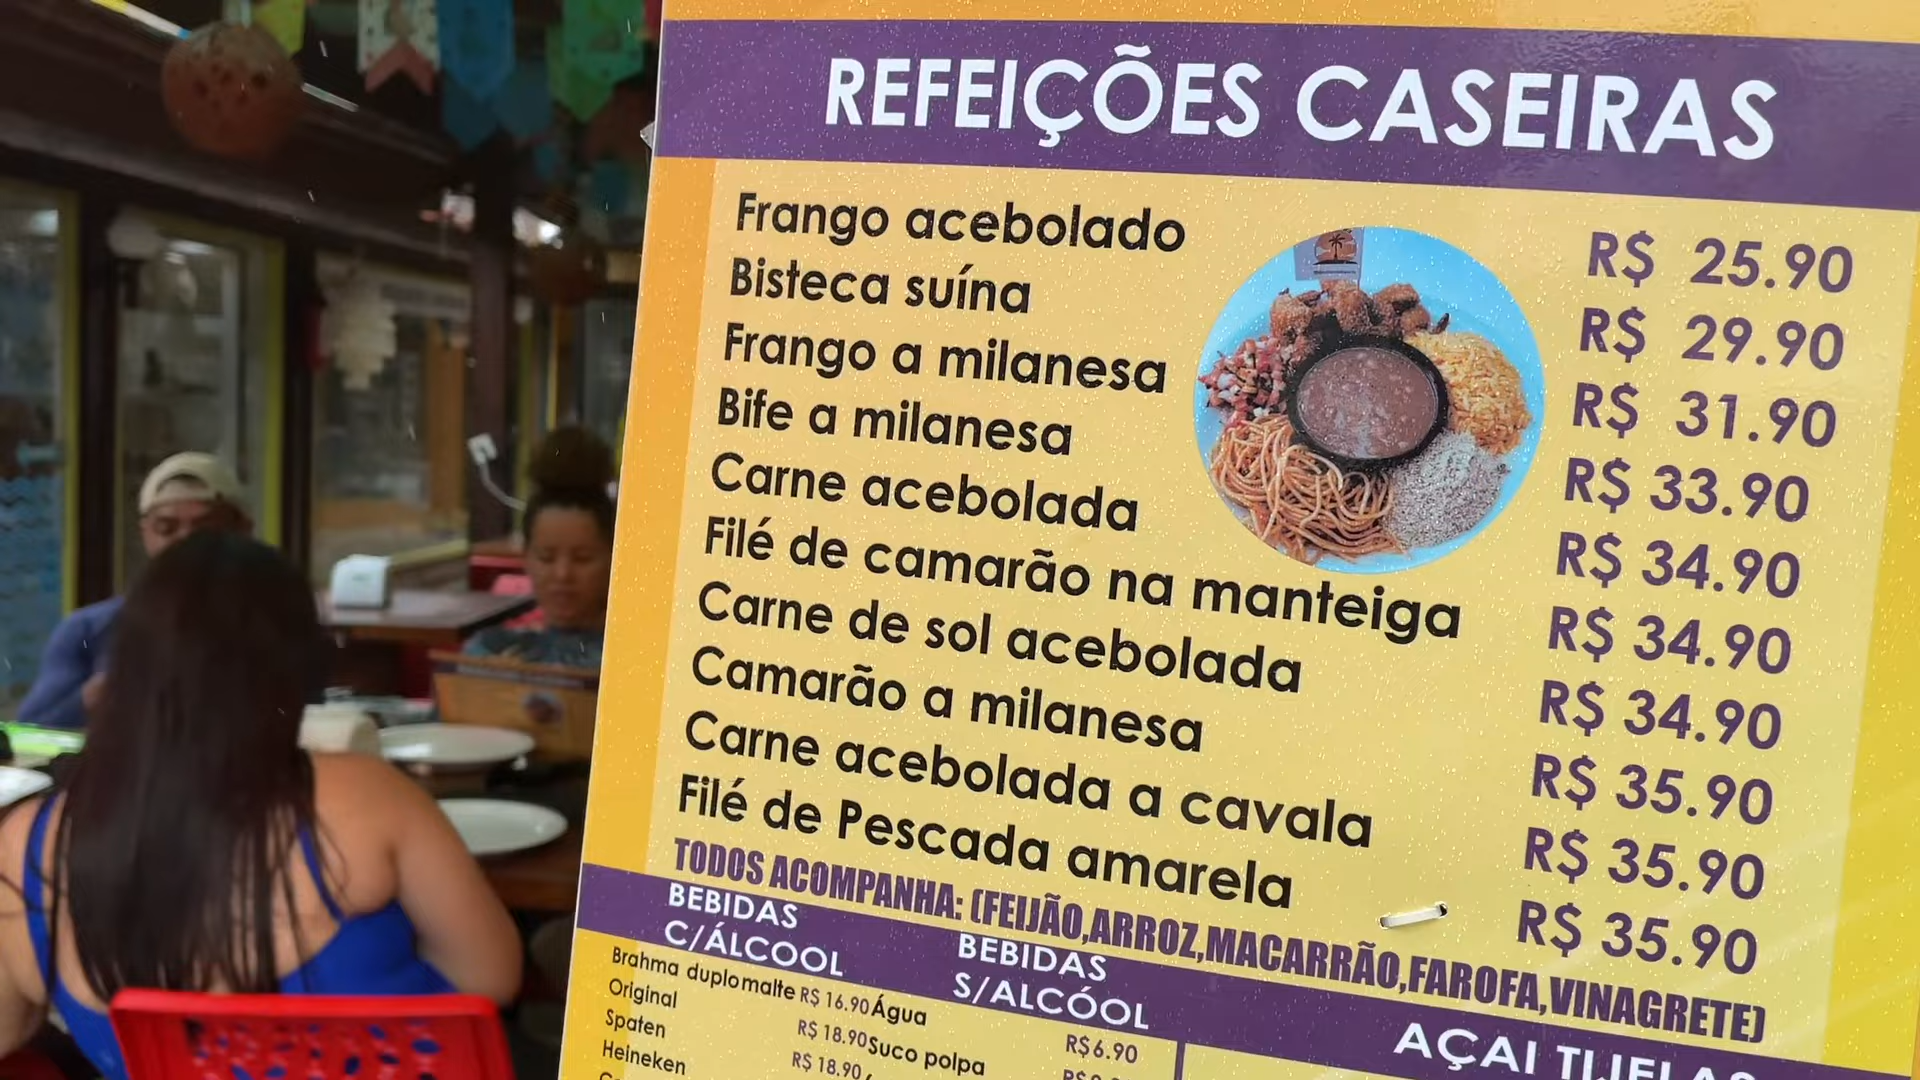 REFEIÇÕES CASEIRAS
Frango acebolado R$ 25.90
Bisteca suína R$ 29.90
Frango a milanesa R$ 31.90
Bife a milanesa R$ 33.90
Carne acebolada R$ 34.90
Filé de camarão na manteiga R$ 34.90
Carne de sol acebolada R$ 34.90
Camarão a milanesa R$ 35.90
Carne acebolada a cavala R$ 35.90
Filé de Pescada amarela R$ 35.90
TODOS ACOMPANHA: (FEIJÃO,ARROZ,MACARRÃO,FAROFA,VINAGRETE)
BEBIDAS
C/ÁLCOOL
Brahma duplomalte R$ 16.90
Original R$ 18.90
Spaten R$ 18.90
Heineken
BEBIDAS
S/ALCÓOL
Água R$6.90
Suco polpa
AÇAI TIJELAS